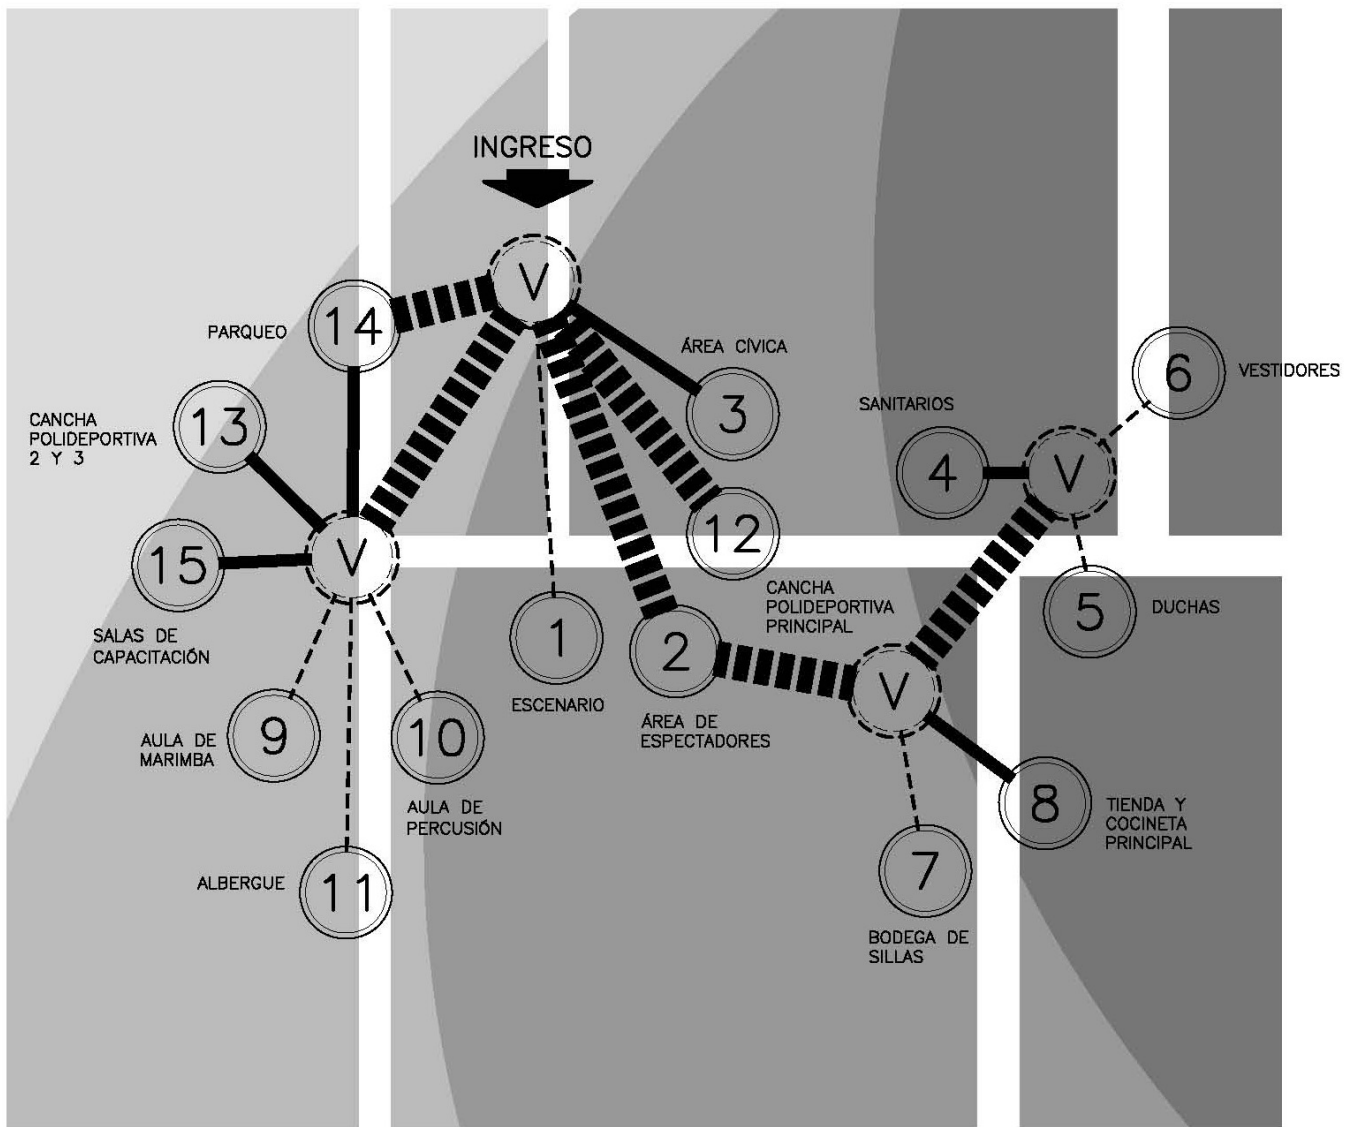 INGRESO
V
14
PARQUEO
ÁREA CÍVICA
3
6
VESTIDORES
13
CANCHA
POLIDEPORTIVA
2 Y 3
SANITARIOS
4
V
12
CANCHA
POLIDEPORTIVA
PRINCIPAL
15
V
SALAS DE
CAPACITACIÓN
1
ESCENARIO
2
ÁREA DE
ESPECTADORES
5
DUCHAS
V
9
AULA DE
MARIMBA
10
AULA DE
PERCUSIÓN
8
TIENDA Y
COCINETA
PRINCIPAL
ALBERGUE
11
7
BODEGA DE
SILLAS